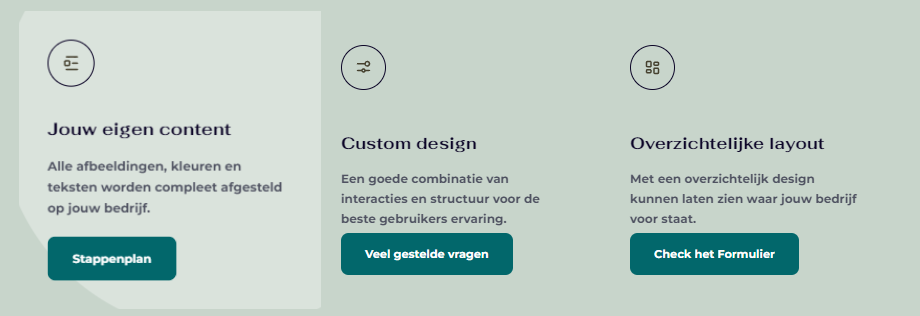 Jouw eigen content
Alle afbeeldingen, kleuren en
teksten worden compleet afgesteld
op jouw bedrijf.
Stappenplan
Custom design
Een goede combinatie van
interacties en structuur voor de
beste gebruikers ervaring.
Veel gestelde vragen
Overzichtelijke layout
Met een overzichtelijk design
kunnen laten zien waar jouw bedrijf
voor staat.
Check het Formulier